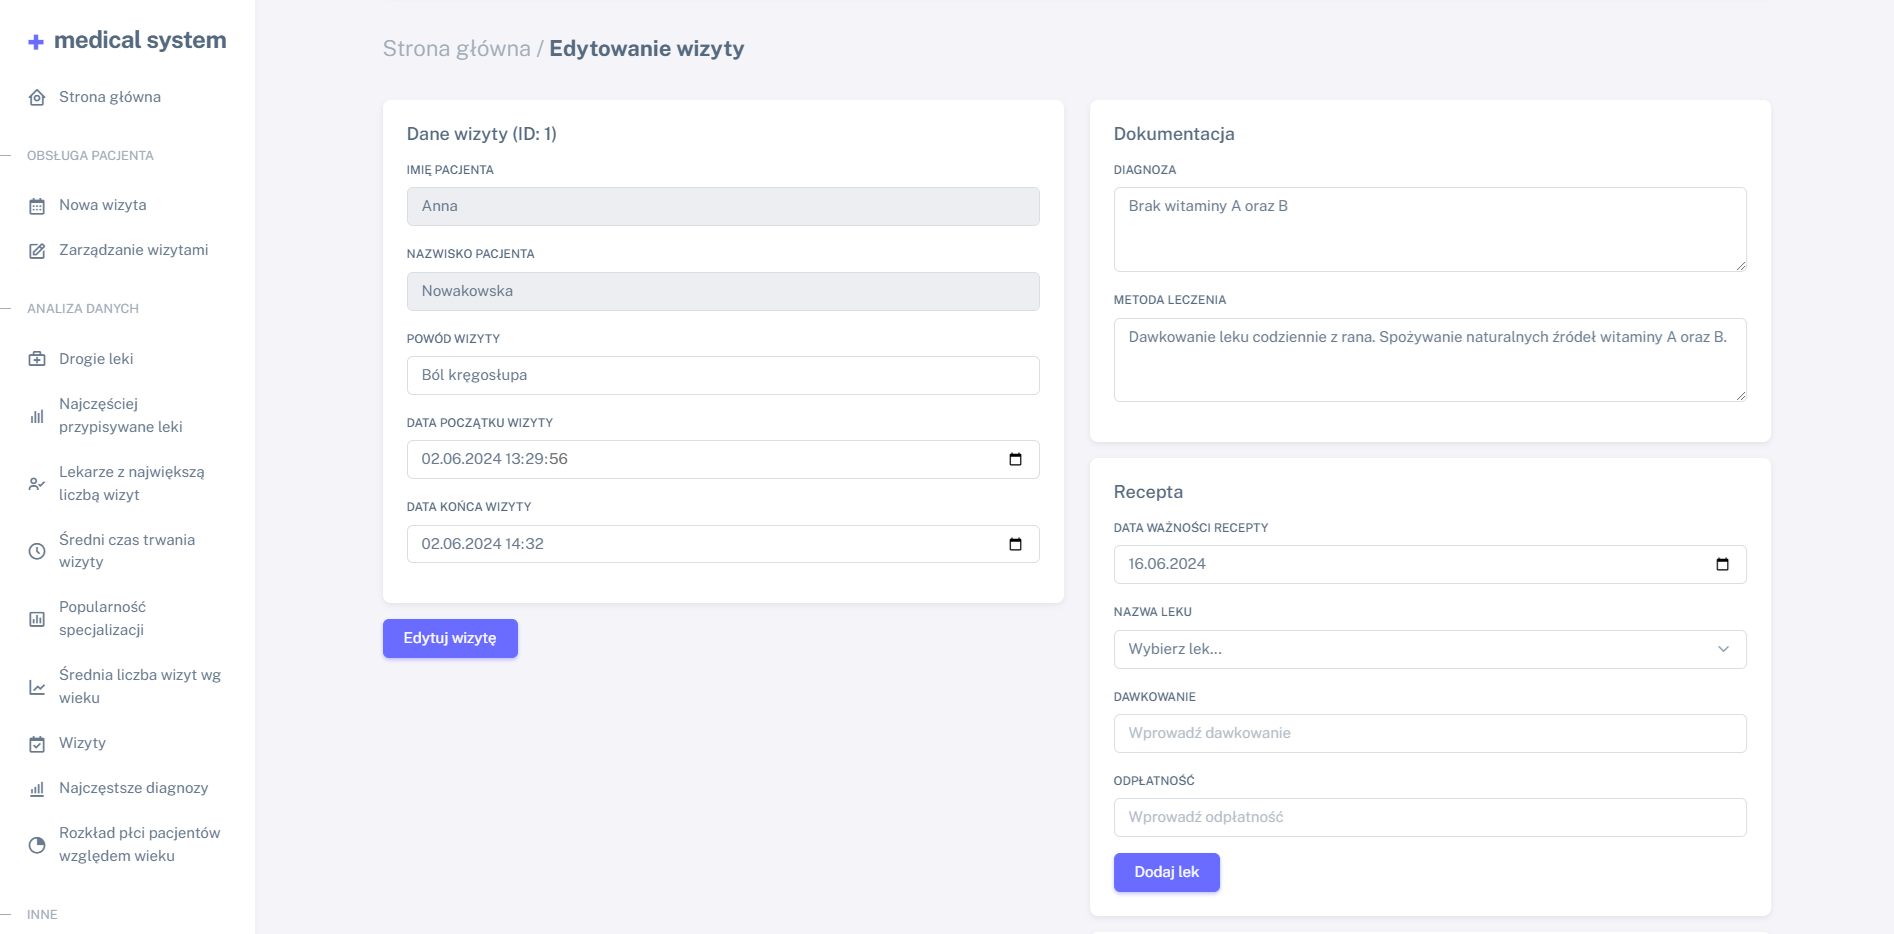 medical system
Strona główna
OBSŁUGA PACJENTA
Nowa wizyta
Zarządzanie wizytami
ANALIZA DANYCH
Drogie leki
Najczęściej
przypisywane leki
Lekarze z największą
liczbą wizyt
Średni czas trwania
wizyty
Popularność
specjalizacji
Średnia liczba wizyt wg
wieku
Wizyty
Najczęstsze diagnozy
Rozkład płci pacjentów
względem wieku
INNE
Strona główna / Edytowanie wizyty
Dane wizyty (ID: 1)
IMIĘ PACJENTA
Anna
NAZWISKO PACJENTA
Nowakowska
POWÓD WIZYTY
Ból kręgosłupa
DATA POCZĄTKU WIZYTY
02.06.2024 13:29:56
DATA KOŃCA WIZYTY
02.06.2024 14:32
Edytuj wizytę
Dokumentacja
DIAGNOZA
Brak witaminy A oraz B
METODA LECZENIA
Dawkowanie leku codziennie z rana. Spożywanie naturalnych źródeł witaminy A oraz B.
Recepta
DATA WAŻNOŚCI RECEPTY
16.06.2024
NAZWA LEKU
Wybierz lek...
DAWKOWANIE
Wprowadź dawkowanie
ODPŁATNOŚĆ
Wprowadź odpłatność
Dodaj lek